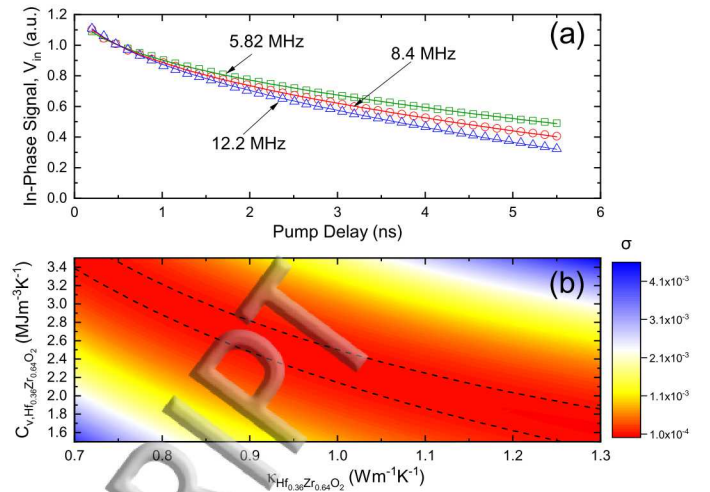 (a)
1.2
1.0
0.8
0.6
0.4
0.2
0.0
In-Phase Signal, V_in (a.u.)
5.82 MHz
8.4 MHz
12.2 MHz
0 1 2 3 4 5 6
Pump Delay (ns)
(b)
3.4
3.2
3.0
2.8
2.6
2.4
2.2
2.0
1.8
1.6
C_v,Hf0.36Zr0.64O2 (MJm⁻³K⁻¹)
0.7 0.8 0.9 1.0 1.1 1.2 1.3
κ_Hf0.36Zr0.64O2 (Wm⁻¹K⁻¹)
σ
4.1x10⁻³
3.1x10⁻³
2.1x10⁻³
1.1x10⁻³
1.0x10⁻⁴
RIPT